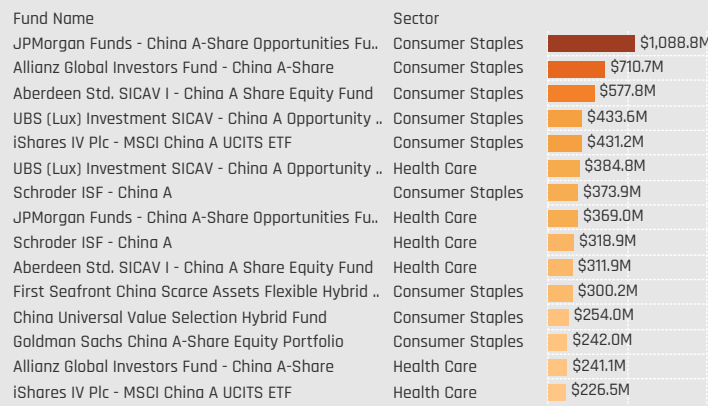 Fund Name Sector
JPMorgan Funds - China A-Share Opportunities Fu.. Consumer Staples $1,088.8M
Allianz Global Investors Fund - China A-Share Consumer Staples $710.7M
Aberdeen Std. SICAV I - China A Share Equity Fund Consumer Staples $577.8M
UBS (Lux) Investment SICAV - China A Opportunity .. Consumer Staples $433.6M
iShares IV Plc - MSCI China A UCITS ETF Consumer Staples $431.2M
UBS (Lux) Investment SICAV - China A Opportunity .. Health Care $384.8M
Schroder ISF - China A Consumer Staples $373.9M
JPMorgan Funds - China A-Share Opportunities Fu.. Health Care $369.0M
Schroder ISF - China A Health Care $318.9M
Aberdeen Std. SICAV I - China A Share Equity Fund Health Care $311.9M
First Seafront China Scarce Assets Flexible Hybrid .. Consumer Staples $300.2M
China Universal Value Selection Hybrid Fund Consumer Staples $254.0M
Goldman Sachs China A-Share Equity Portfolio Consumer Staples $242.0M
Allianz Global Investors Fund - China A-Share Health Care $241.1M
iShares IV Plc - MSCI China A UCITS ETF Health Care $226.5M